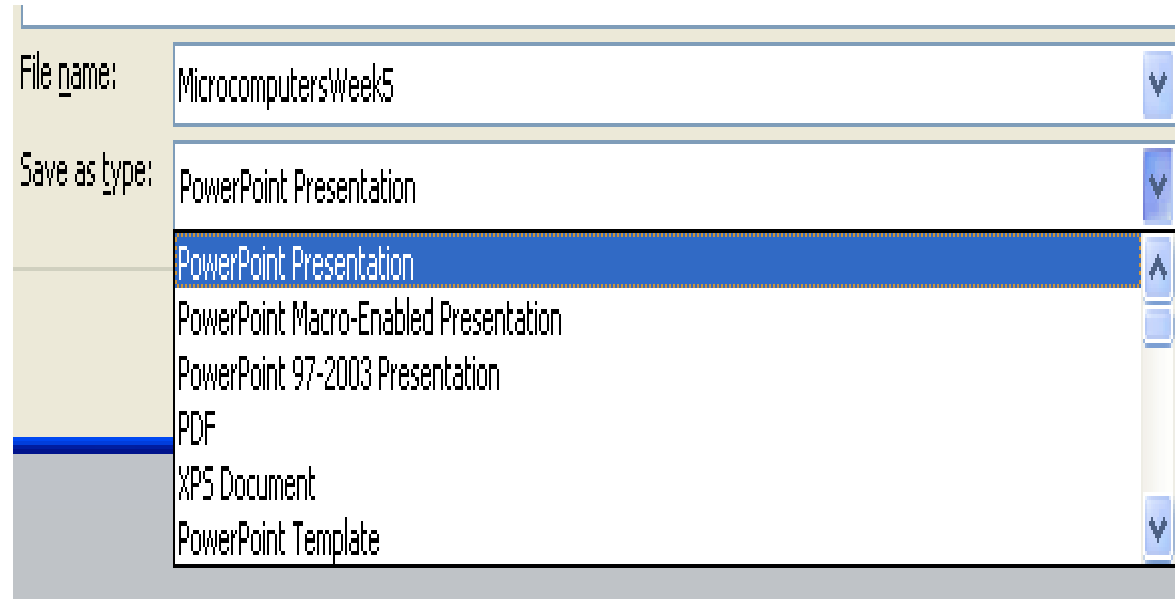 File name: MicrocomputersWeek5
Save as type: PowerPoint Presentation
PowerPoint Presentation
PowerPoint Macro-Enabled Presentation
PowerPoint 97-2003 Presentation
PDF
XPS Document
PowerPoint Template